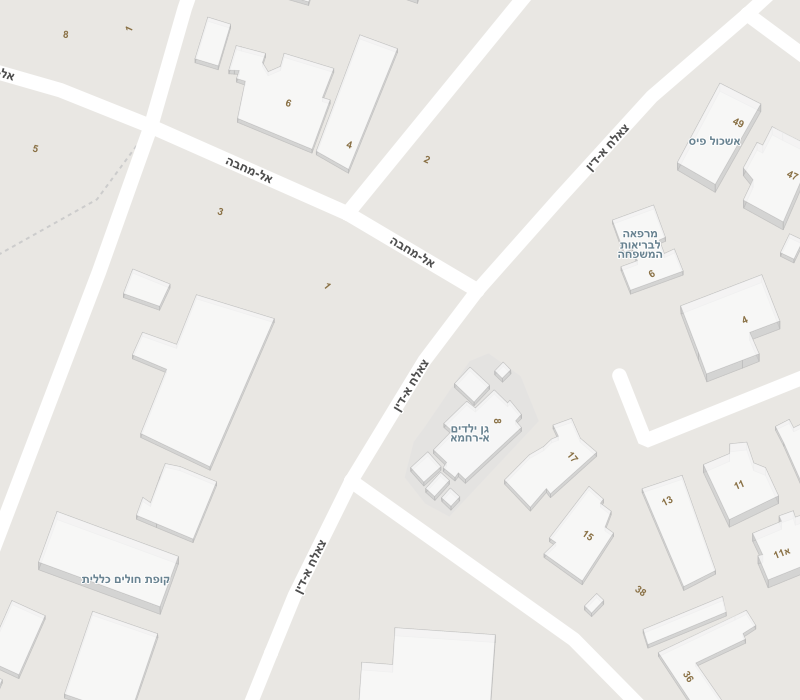 8
1
אל-
6
4
5
אל-מחבה
2
צאלח א-דין
49
אשכול פיס
47
3
אל-מחבה
מרפאה
לבריאות
המשפחה
6
1
4
צאלח א-דין
8
גן ילדים
א-רחמא
17
11
13
15
11א
צאלח א-דין
קופת חולים כללית
38
36